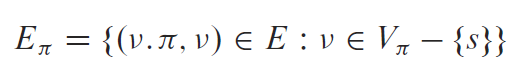 E_π = {(ν.π, ν) ∈ E : ν ∈ V_π − {s}}